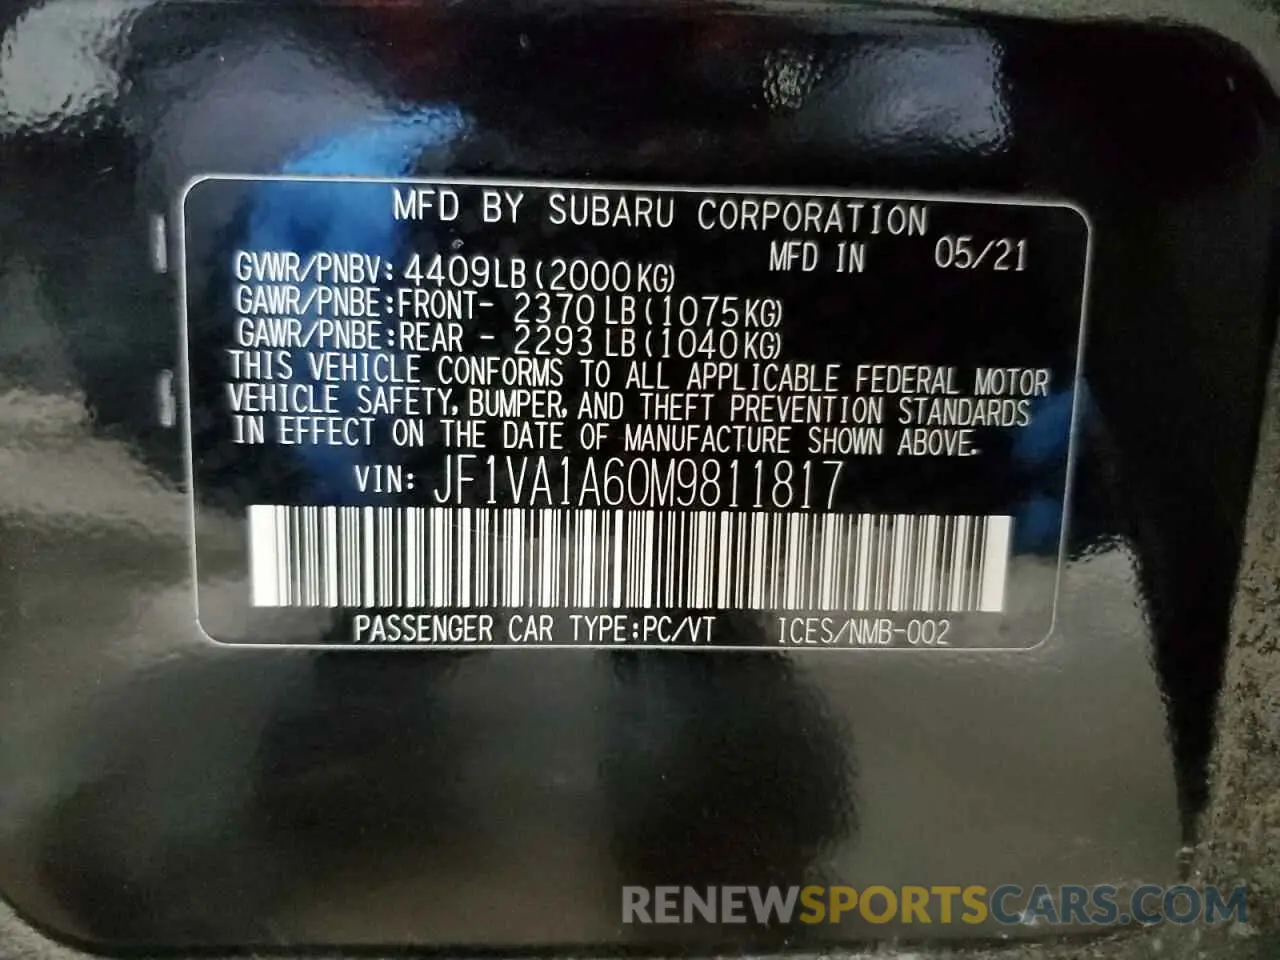 MFD BY SUBARU CORPORATION
MFD IN 05/21
GVWR/PNBV: 4409LB(2000KG)
GAWR/PNBE:FRONT- 2370LB(1075KG)
GAWR/PNBE:REAR - 2293LB(1040KG)
THIS VEHICLE CONFORMS TO ALL APPLICABLE FEDERAL MOTOR
VEHICLE SAFETY, BUMPER, AND THEFT PREVENTION STANDARDS
IN EFFECT ON THE DATE OF MANUFACTURE SHOWN ABOVE.
VIN: JF1VA1A60M9811817
PASSENGER CAR TYPE:PC/VT ICES/NMB-002
RENEWSPORTSCARS.COM